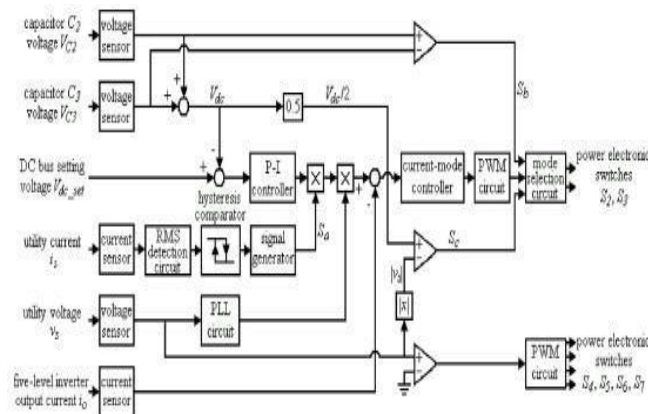 capacitor C2
voltage VC2
voltage
sensor
capacitor C3
voltage VC3
voltage
sensor
+
+
-
Vdc
0.5
Vdc/2
+
-
Sb
DC bus setting
voltage Vdc_set
+
-
P-I
controller
X
X
+
-
current-mode
controller
PWM
circuit
mode
selection
circuit
power electronic
switches
S2, S3
utility current
is
current
sensor
RMS
detection
circuit
hysteresis
comparator
signal
generator
Sa
+
-
Sc
|vs|
|x|
utility voltage
vs
voltage
sensor
PLL
circuit
+
-
PWM
circuit
power electronic
switches
S4, S5, S6, S7
five-level inverter
output current io
current
sensor